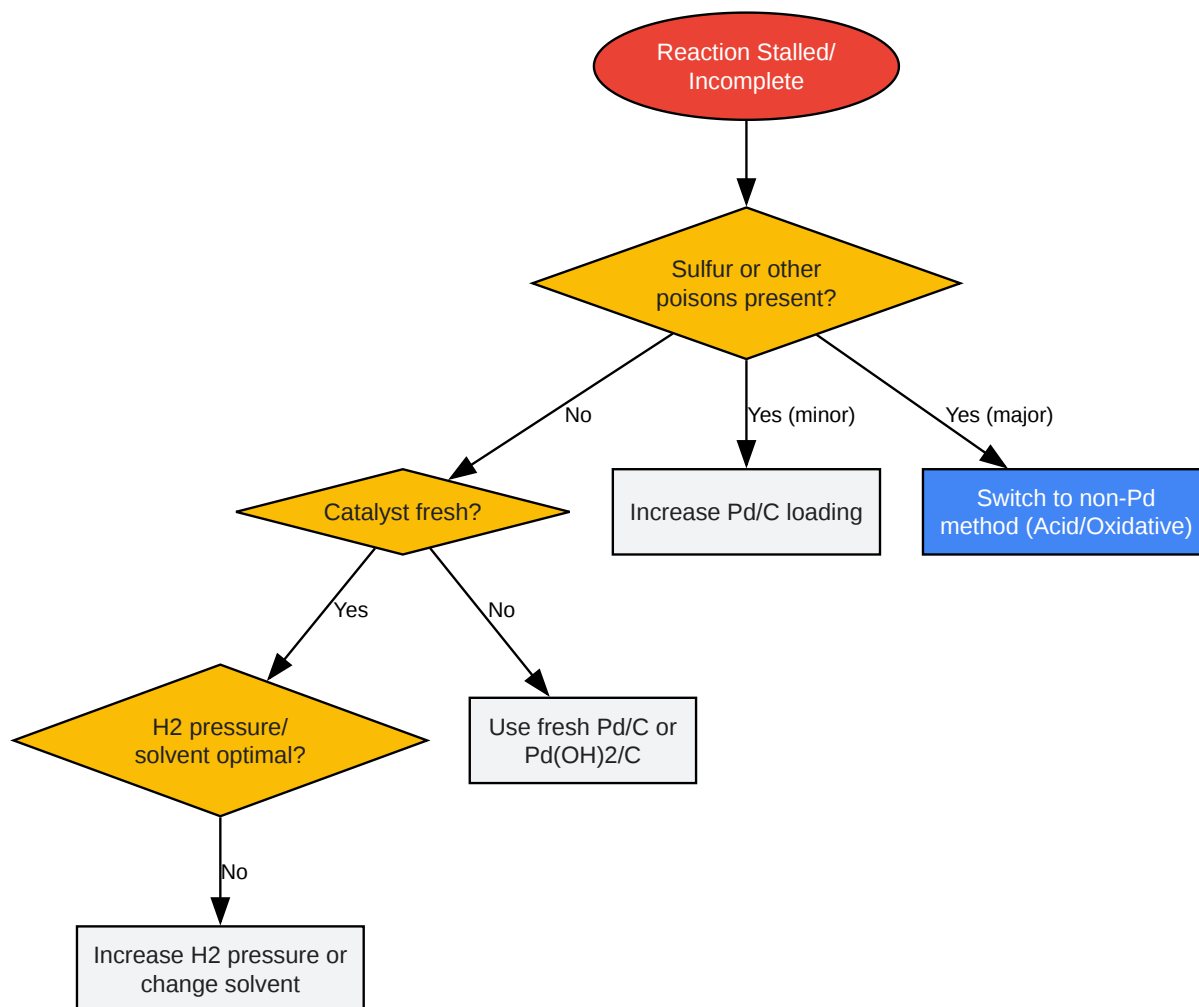 Reaction Stalled/
Incomplete
Sulfur or other
poisons present?
No
Yes (minor)
Yes (major)
Catalyst fresh?
Increase Pd/C loading
Switch to non-Pd
method (Acid/Oxidative)
Yes
No
H2 pressure/
solvent optimal?
Use fresh Pd/C or
Pd(OH)2/C
No
Increase H2 pressure or
change solvent